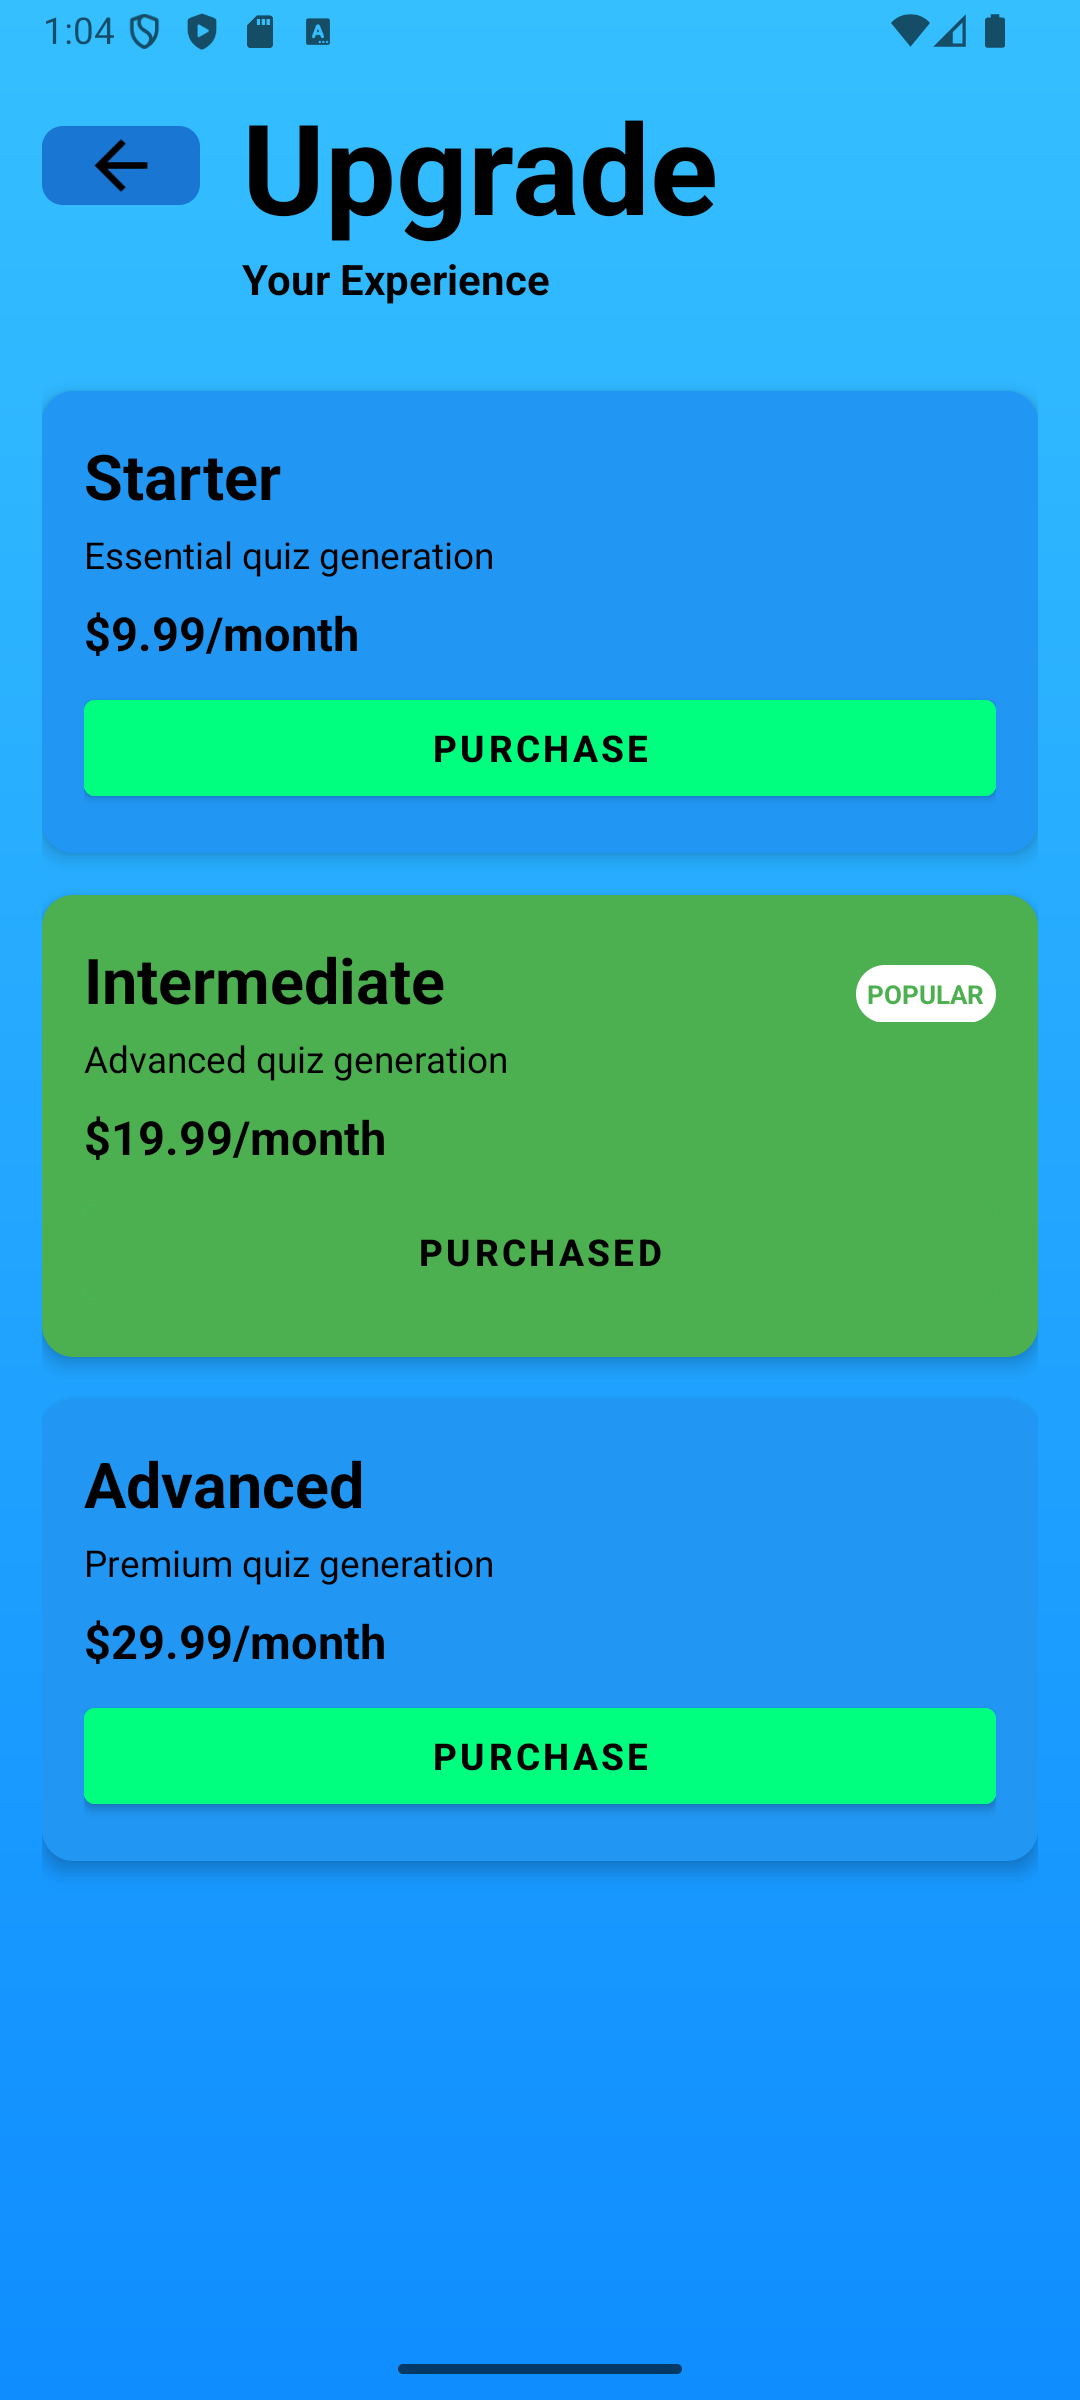 1:04
Upgrade
Your Experience
Starter
Essential quiz generation
$9.99/month
PURCHASE
Intermediate
POPULAR
Advanced quiz generation
$19.99/month
PURCHASED
Advanced
Premium quiz generation
$29.99/month
PURCHASE